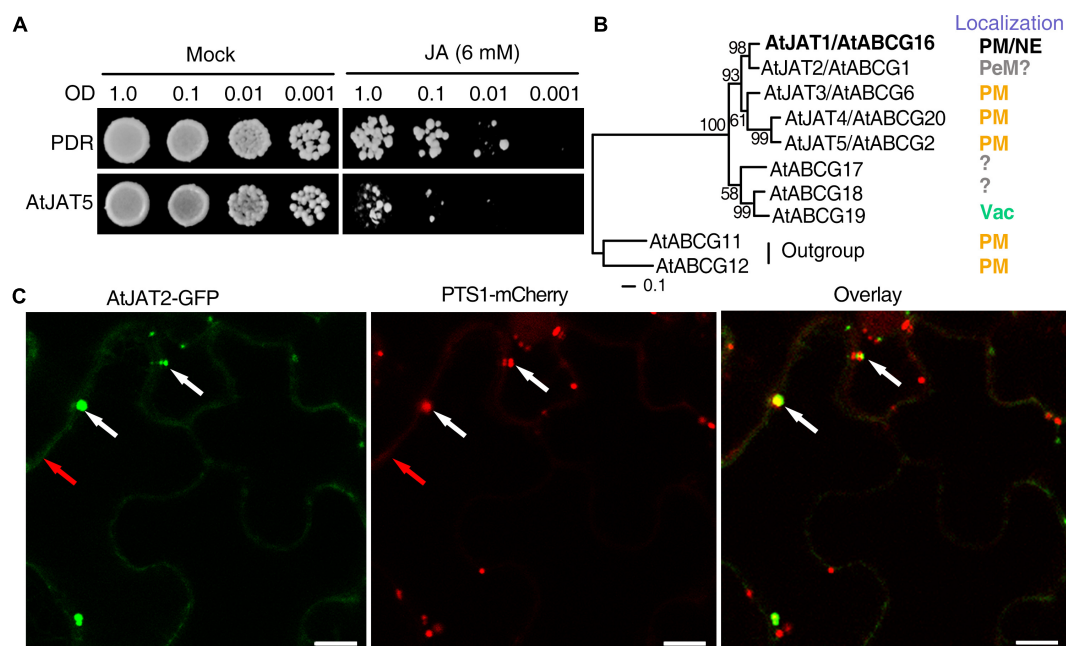 A
Mock
JA (6 mM)
OD 1.0 0.1 0.01 0.001 1.0 0.1 0.01 0.001
PDR
AtJAT5
B
Localization
98 AtJAT1/AtABCG16 PM/NE
AtJAT2/AtABCG1 PeM?
93
AtJAT3/AtABCG6 PM
61
100
AtJAT4/AtABCG20 PM
99
AtJAT5/AtABCG2 PM
AtABCG17 ?
58
AtABCG18 ?
99
AtABCG19 Vac
AtABCG11 PM
Outgroup
AtABCG12 PM
0.1
C
AtJAT2-GFP
PTS1-mCherry
Overlay